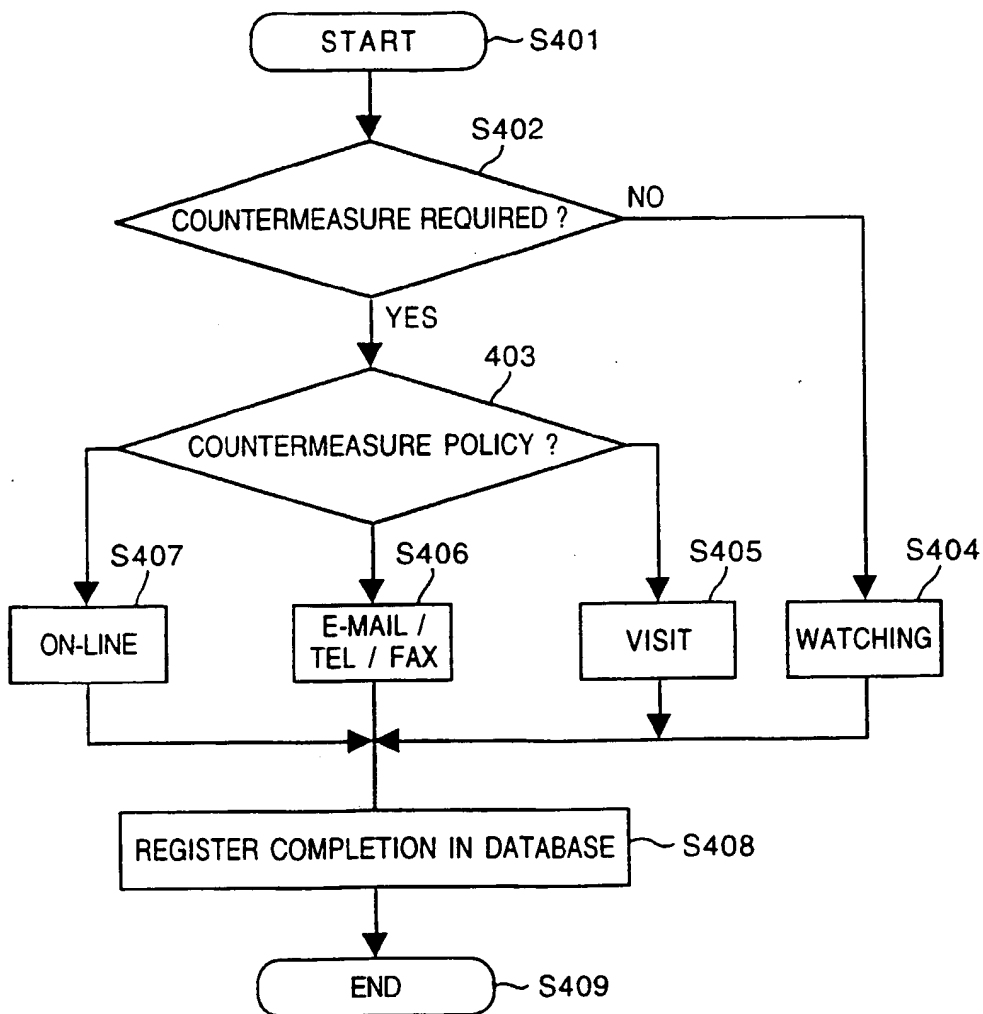 START
S401
S402
COUNTERMEASURE REQUIRED ?
NO
YES
403
COUNTERMEASURE POLICY ?
S407
S406
S405
S404
ON-LINE
E-MAIL /
TEL / FAX
VISIT
WATCHING
REGISTER COMPLETION IN DATABASE
S408
END
S409